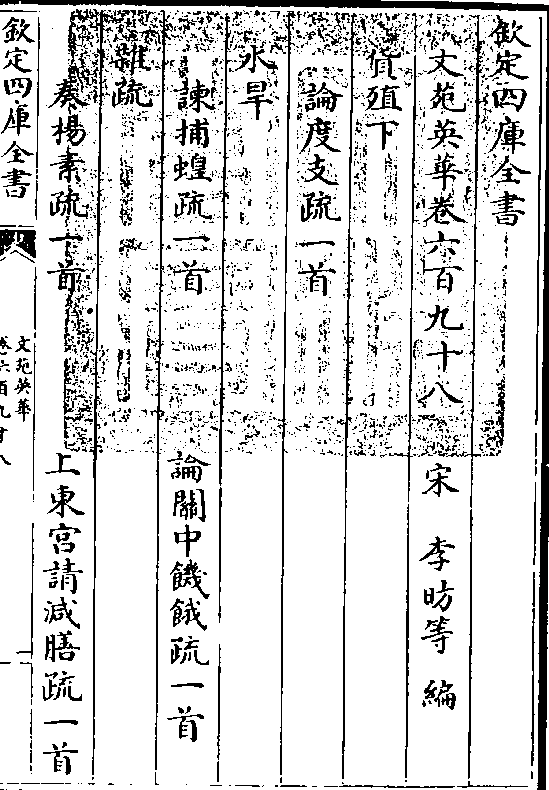 欽定四庫全書
文苑英華卷六百九十八 宋 李昉等 編
貨殖下
論度支疏一首
水旱
諫捕蝗疏一首 論關中饑餓疏一首
雜疏
奏楊素疏一首 上東宫請減膳疏一首
欽定四庫全書
文苑英華
卷六百九十八
一